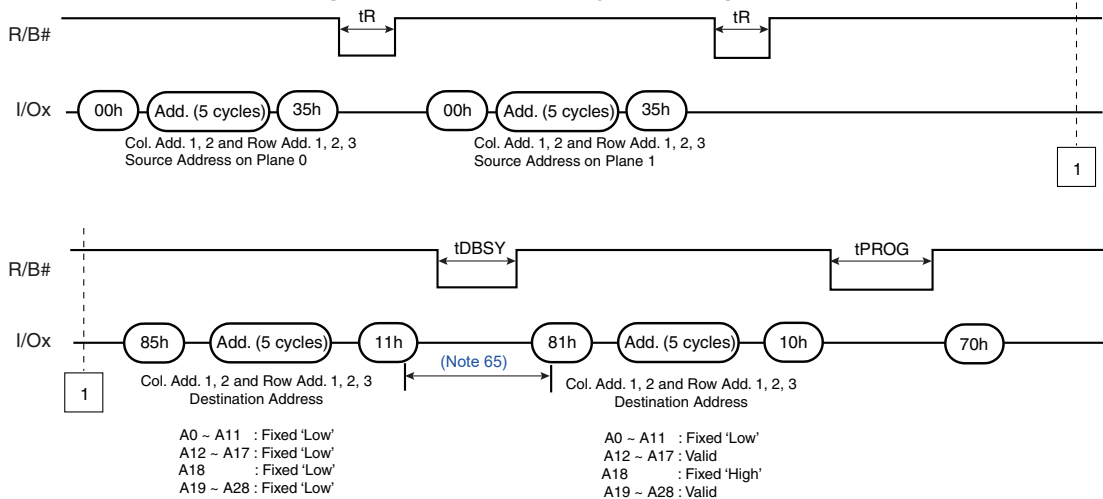 tR
tR
R/B#
I/Ox
00h
Add. (5 cycles)
35h
00h
Add. (5 cycles)
35h
Col. Add. 1, 2 and Row Add. 1, 2, 3
Source Address on Plane 0
Col. Add. 1, 2 and Row Add. 1, 2, 3
Source Address on Plane 1
1
tDBSY
tPROG
R/B#
I/Ox
85h
Add. (5 cycles)
11h
(Note 65)
81h
Add. (5 cycles)
10h
70h
1
Col. Add. 1, 2 and Row Add. 1, 2, 3
Destination Address
Col. Add. 1, 2 and Row Add. 1, 2, 3
Destination Address
A0 ~ A11 : Fixed ‘Low’
A12 ~ A17 : Fixed ‘Low’
A18 : Fixed ‘Low’
A19 ~ A28 : Fixed ‘Low’
A0 ~ A11 : Fixed ‘Low’
A12 ~ A17 : Valid
A18 : Fixed ‘High’
A19 ~ A28 : Valid